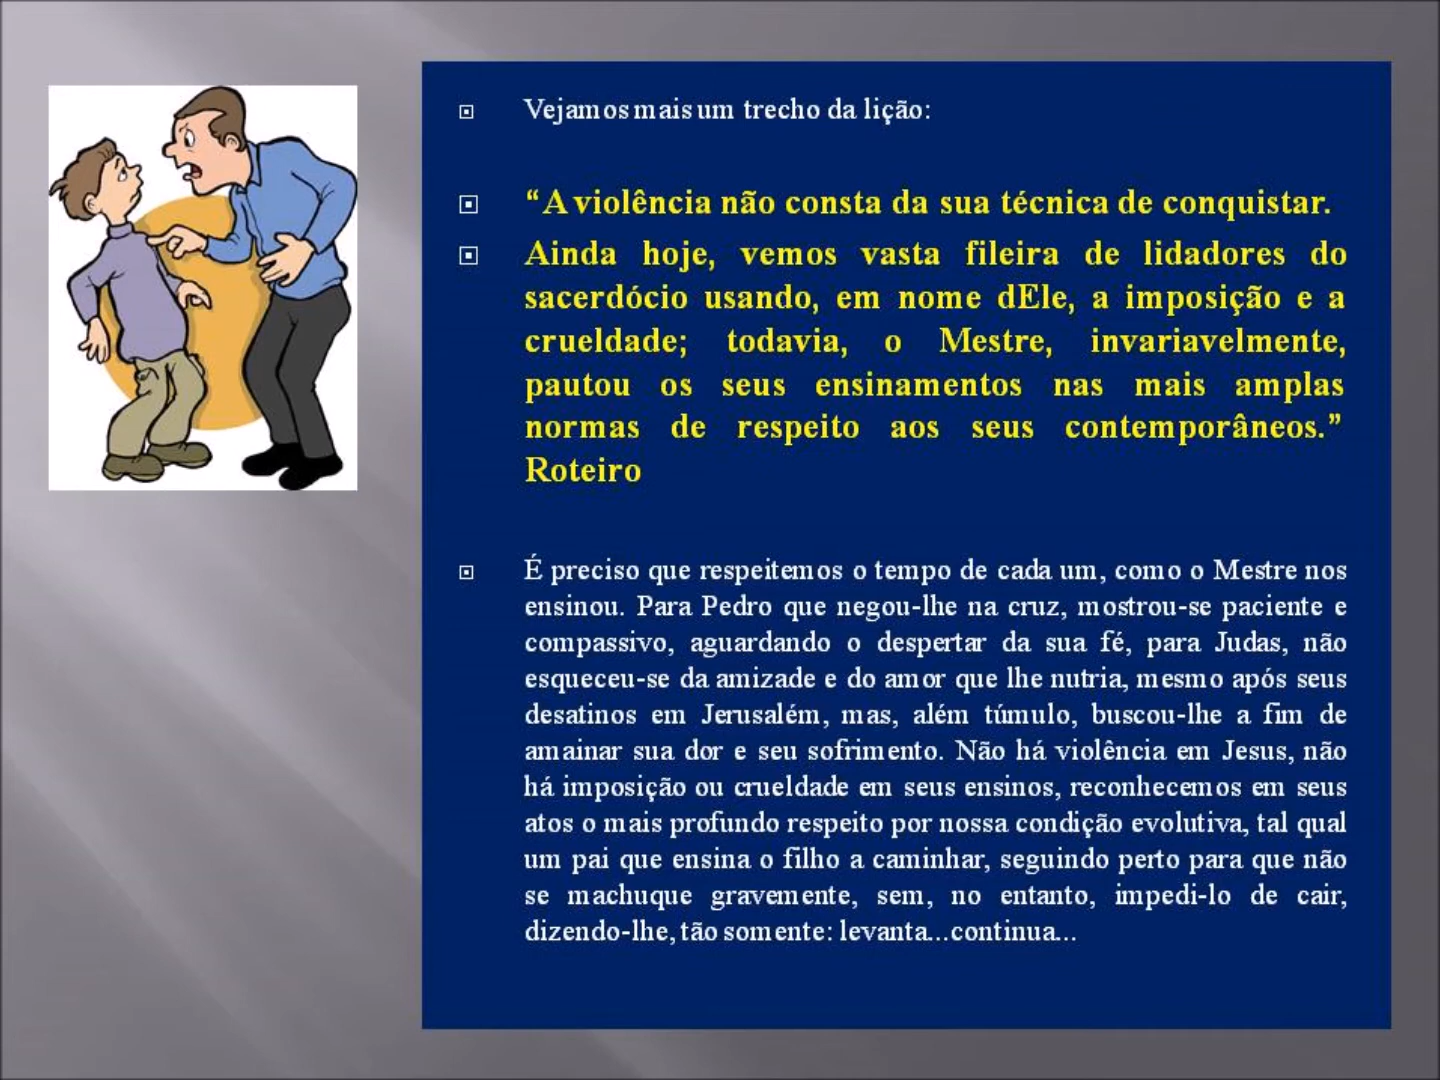 Vejamos mais um trecho da lição:
“A violência não consta da sua técnica de conquistar.
Ainda hoje, vemos vasta fileira de lidadores do
sacerdócio usando, em nome dEle, a imposição e a
crueldade; todavia, o Mestre, invariavelmente,
pautou os seus ensinamentos nas mais amplas
normas de respeito aos seus contemporâneos.”
Roteiro
É preciso que respeitemos o tempo de cada um, como o Mestre nos
ensinou. Para Pedro que negou-lhe na cruz, mostrou-se paciente e
compassivo, aguardando o despertar da sua fé, para Judas, não
esqueceu-se da amizade e do amor que lhe nutria, mesmo após seus
desatinos em Jerusalém, mas, além túmulo, buscou-lhe a fim de
amainar sua dor e seu sofrimento. Não há violência em Jesus, não
há imposição ou crueldade em seus ensinos, reconhecemos em seus
atos o mais profundo respeito por nossa condição evolutiva, tal qual
um pai que ensina o filho a caminhar, seguindo perto para que não
se machuque gravemente, sem, no entanto, impedi-lo de cair,
dizendo-lhe, tão somente: levanta...continua...